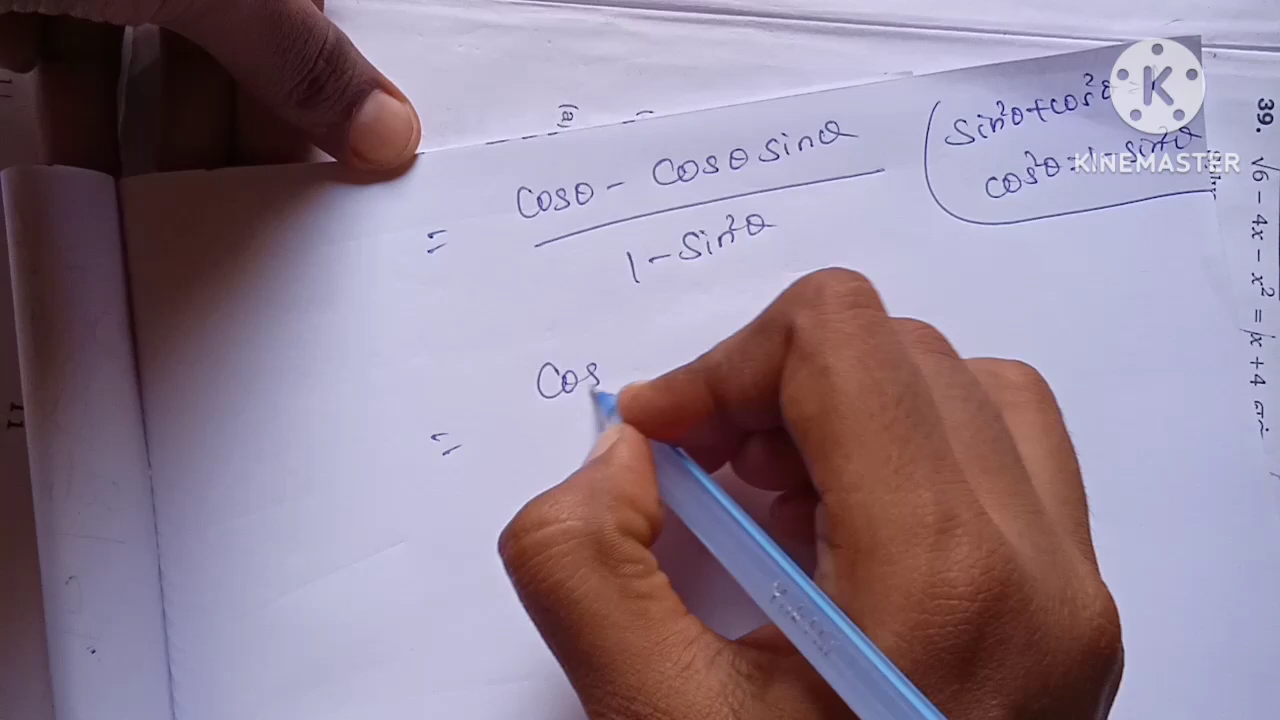 = cosθ - cosθ sinθ
1 - sin²θ
sin²θ + cos²θ
cos²θ = 1 - sin²θ
= cos
K
KINEMASTER
(a)
39. √6 - 4x - x² = x + 4